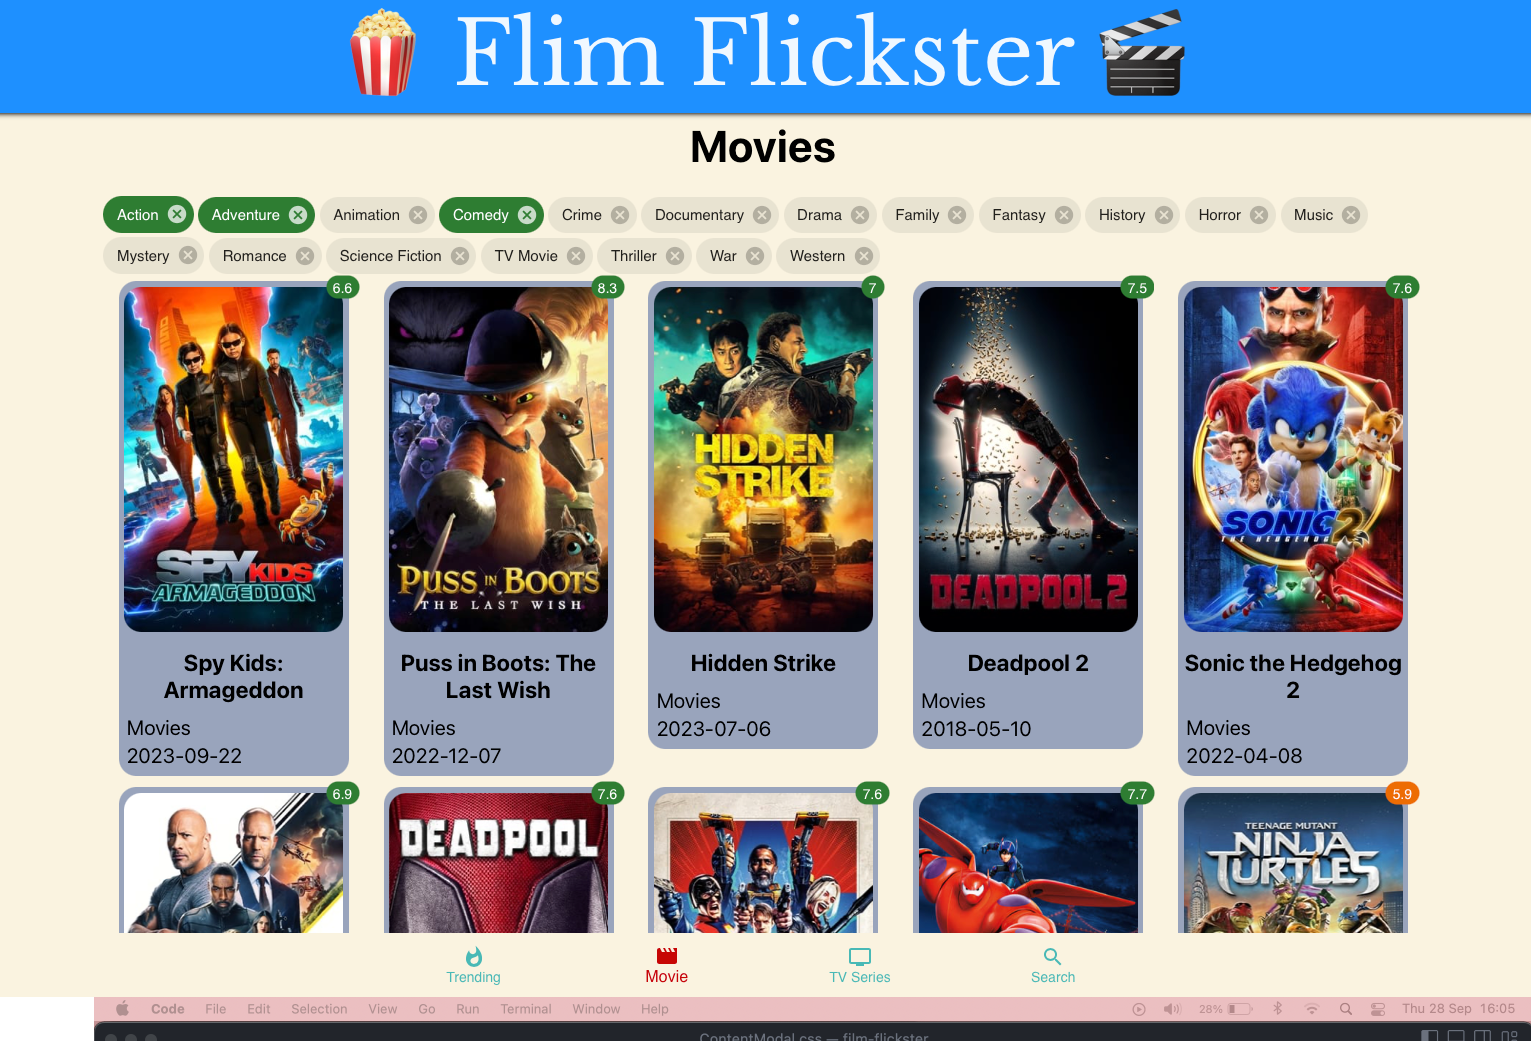 Flim Flickster
Movies
Action Adventure Animation Comedy Crime Documentary Drama Family Fantasy History Horror Music
Mystery Romance Science Fiction TV Movie Thriller War Western
6.6 8.3 7 7.5 7.6
SPY KIDS
ARMAGEDDON
PUSS IN BOOTS
THE LAST WISH
HIDDEN
STRIKE
DEADPOOL 2
SONIC 2
THE HEDGEHOG
Spy Kids:
Armageddon
Movies
2023-09-22
Puss in Boots: The
Last Wish
Movies
2022-12-07
Hidden Strike
Movies
2023-07-06
Deadpool 2
Movies
2018-05-10
Sonic the Hedgehog
2
Movies
2022-04-08
6.9 7.6 7.6 7.7 5.9
DEADPOOL
TEENAGE MUTANT
NINJA
TURTLES
Trending Movie TV Series Search
Code File Edit Selection View Go Run Terminal Window Help 28% Thu 28 Sep 16:05
ContentModal.css — film-flickster